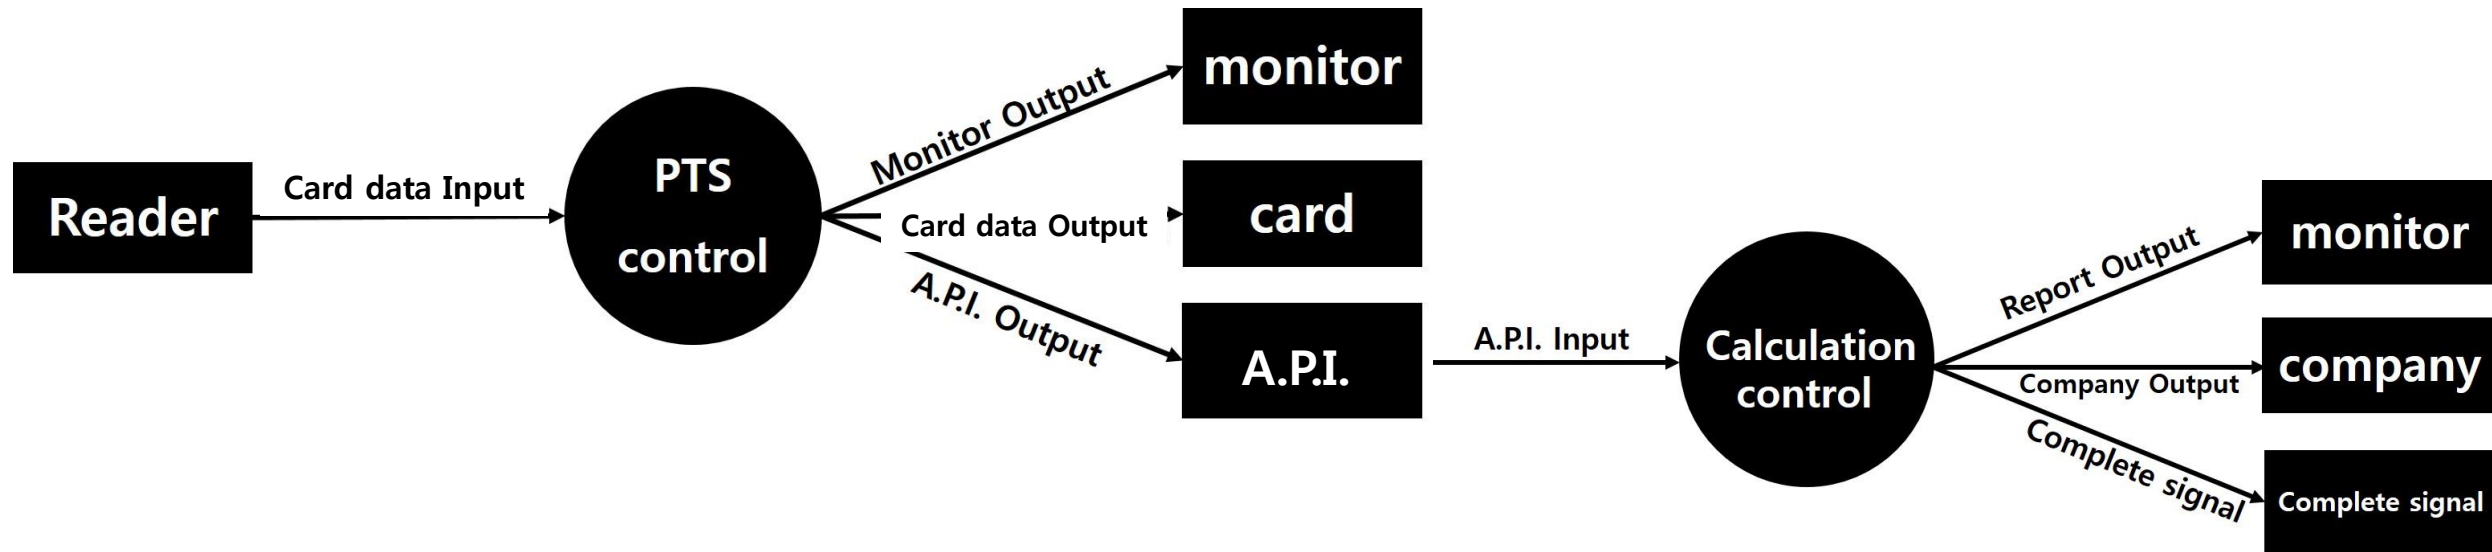 Reader
Card data Input
PTS
control
Monitor Output
Card data Output
A.P.I. Output
monitor
card
A.P.I.
A.P.I. Input
Calculation
control
Report Output
Company Output
Complete signal
monitor
company
Complete signal